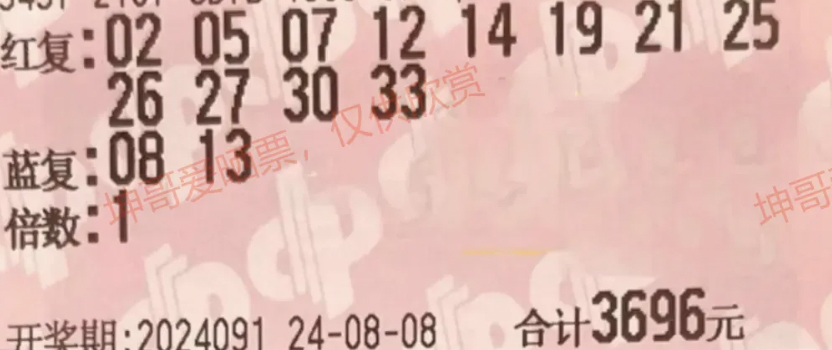 红复:02 05 07 12 14 19 21 25
26 27 30 33
蓝复:08 13
倍数:1
坤哥爱晒票，仅供欣赏
坤哥
开奖期:2024091 24-08-08 合计3696元